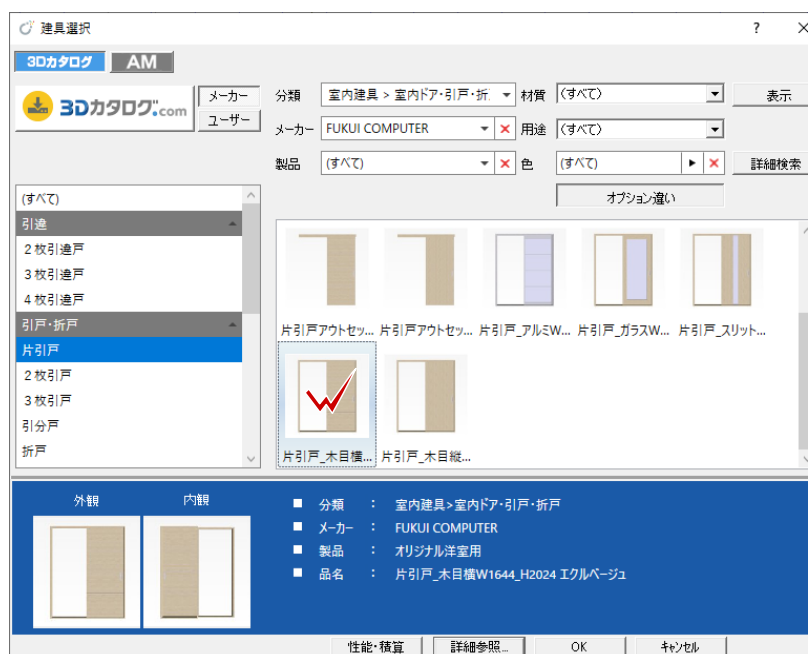 建具選択
?
3Dカタログ AM
3Dカタログ.com
メーカー
ユーザー
分類 室内建具 > 室内ドア・引戸・折.
材質 (すべて)
表示
メーカー FUKUI COMPUTER
用途 (すべて)
製品 (すべて)
色 (すべて)
詳細検索
オプション違い
(すべて)
引違
2枚引違戸
3枚引違戸
4枚引違戸
引戸・折戸
片引戸
2枚引戸
3枚引戸
引分戸
折戸
片引戸アウトセッ... 片引戸アウトセッ... 片引戸_アルミW... 片引戸_ガラスW... 片引戸_スリット...
片引戸_木目横... 片引戸_木目縦...
外観 内観
■ 分類 : 室内建具>室内ドア・引戸・折戸
■ メーカー : FUKUI COMPUTER
■ 製品 : オリジナル洋室用
■ 品名 : 片引戸_木目横W1644_H2024 エクルベージュ
性能・積算 詳細参照... OK キャンセル